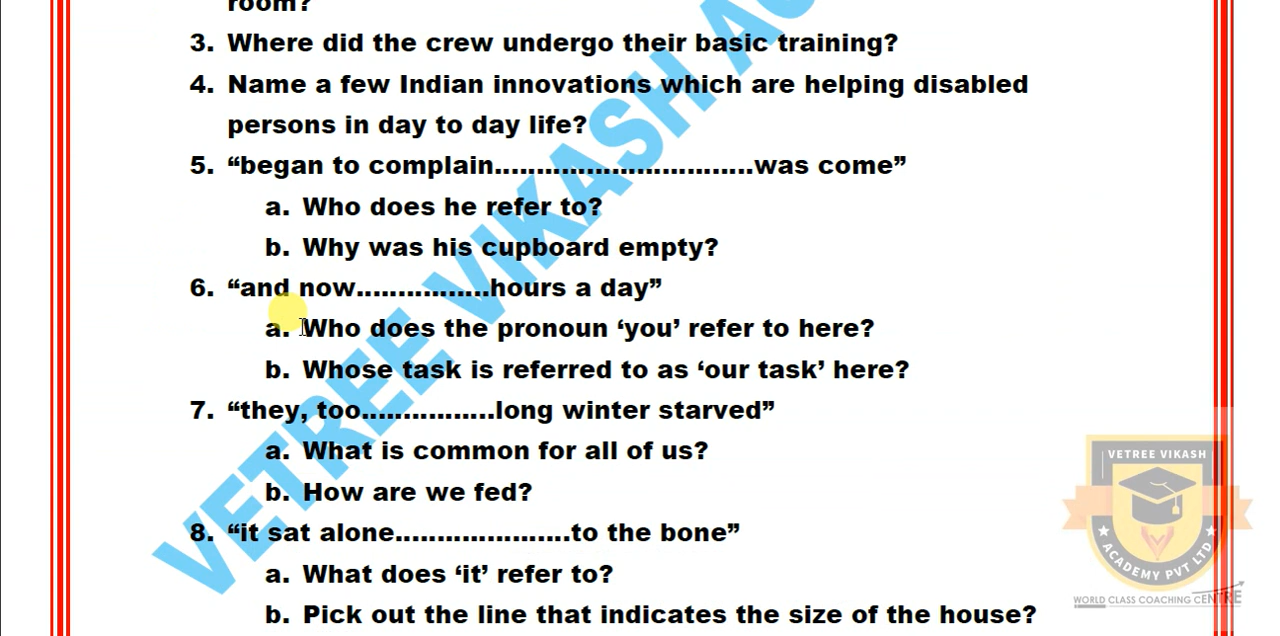 room?
3. Where did the crew undergo their basic training?
4. Name a few Indian innovations which are helping disabled
persons in day to day life?
5. “began to complain...............................was come”
a. Who does he refer to?
b. Why was his cupboard empty?
6. “and now................hours a day”
a. Who does the pronoun ‘you’ refer to here?
b. Whose task is referred to as ‘our task’ here?
7. “they, too................long winter starved”
a. What is common for all of us?
b. How are we fed?
8. “it sat alone.....................to the bone”
a. What does ‘it’ refer to?
b. Pick out the line that indicates the size of the house?
VETREE VIKASH AC
VETREE VIKASH
ACADEMY PVT LTD
WORLD CLASS COACHING CENTRE